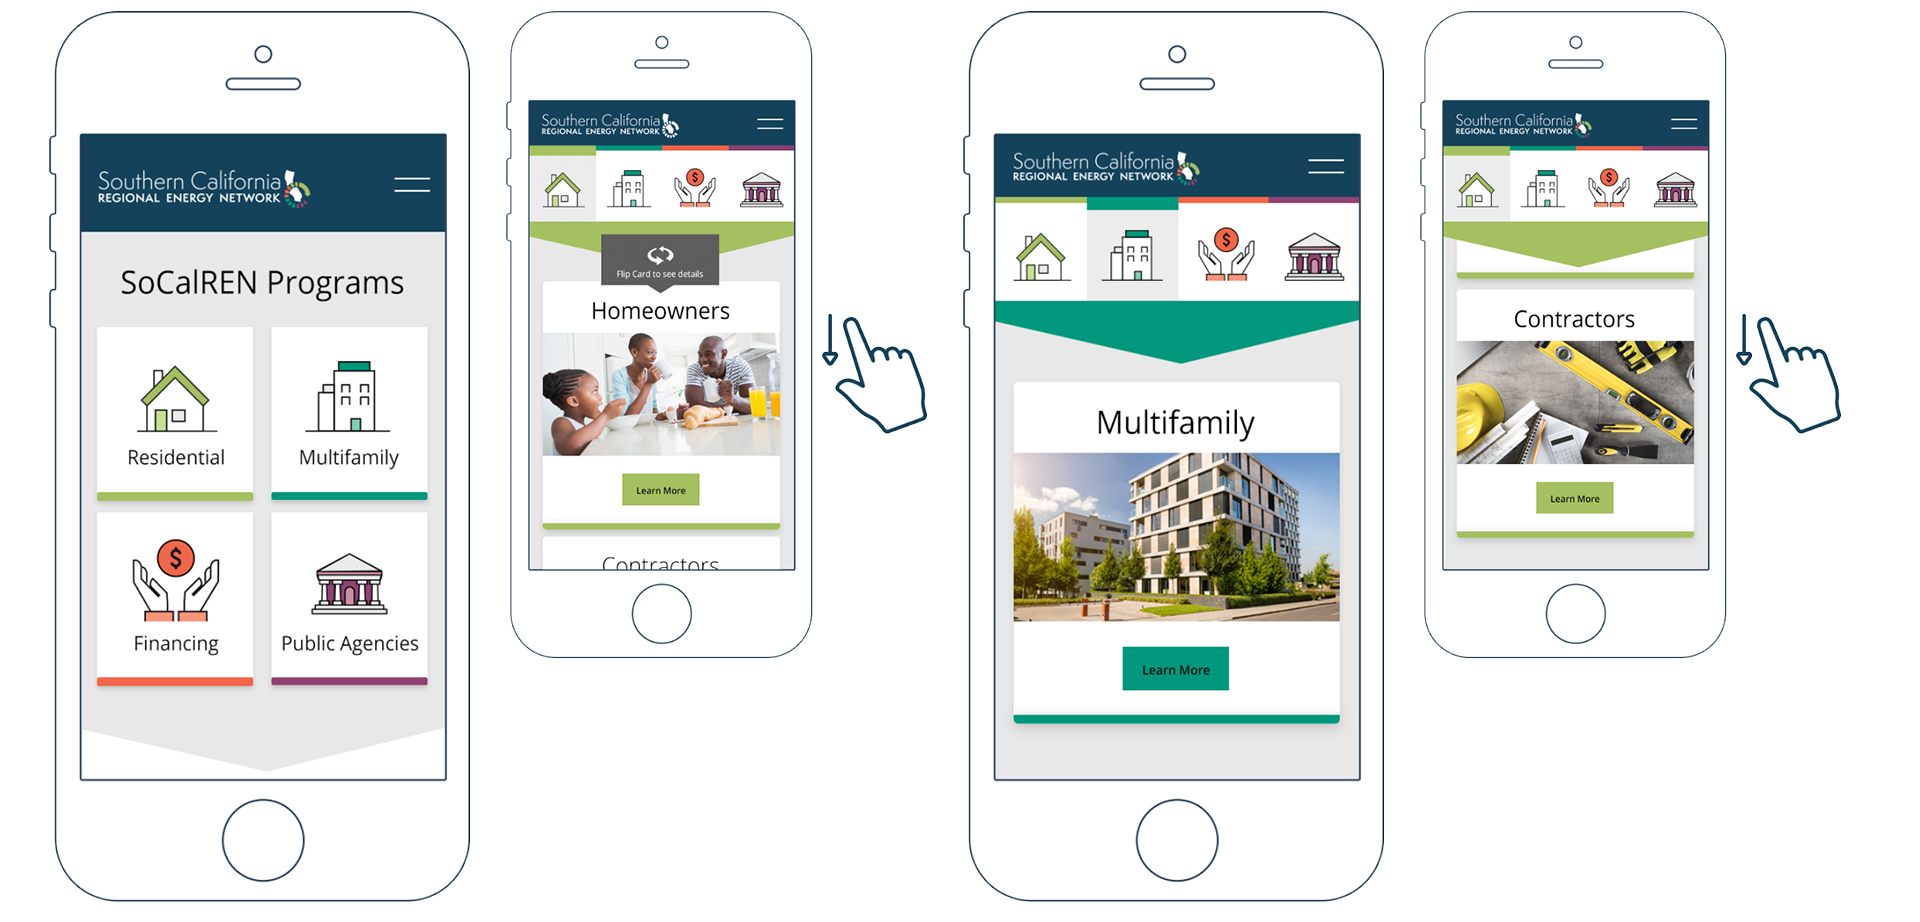 Southern California
REGIONAL ENERGY NETWORK
SoCalREN Programs
Residential
Multifamily
Financing
Public Agencies
Southern California
REGIONAL ENERGY NETWORK
Flip Card to see details
Homeowners
Learn More
Contractors
Southern California
REGIONAL ENERGY NETWORK
Multifamily
Learn More
Southern California
REGIONAL ENERGY NETWORK
Contractors
Learn More